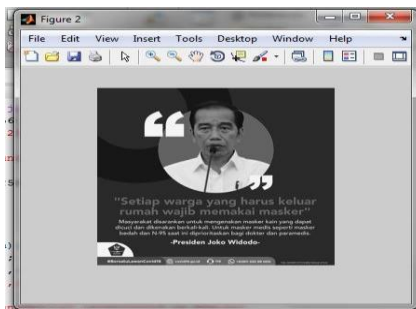 Figure 2
File Edit View Insert Tools Desktop Window Help
"Setiap warga yang harus keluar
rumah wajib memakai masker"
Masyarakat disarankan untuk mengenakan masker kain yang dapat
dicuci dan dikenakan berkali-kali. Untuk masker medis seperti masker
bedah dan N-95 saat ini diprioritaskan bagi dokter dan paramedis.
-Presiden Joko Widodo-
#BersatuLawanCovid19